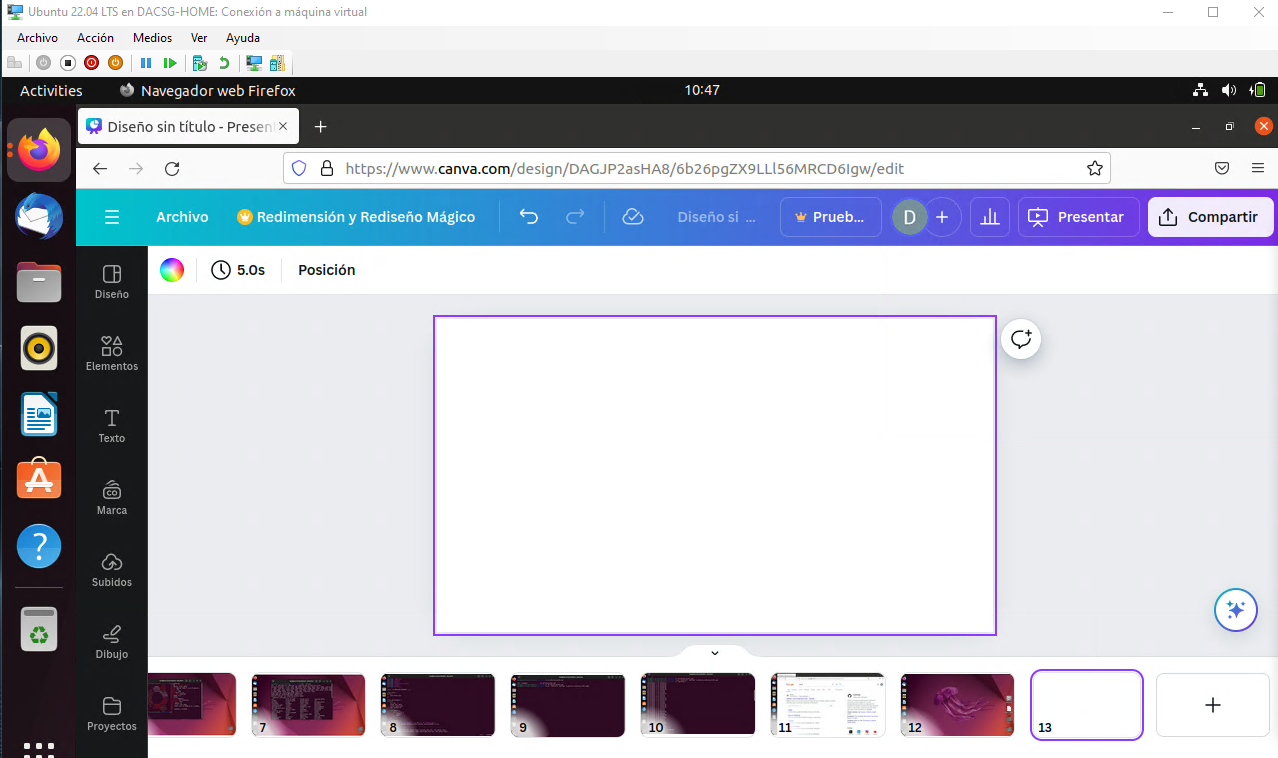 Ubuntu 22.04 LTS en DACSG-HOME: Conexión a máquina virtual
Archivo Acción Medios Ver Ayuda
Activities Navegador web Firefox 10:47
Diseño sin título - Present
https://www.canva.com/design/DAGJP2asHA8/6b26pgZX9LLl56MRCD6Igw/edit
Archivo Redimensión y Rediseño Mágico Diseño si ... Prueb... D + Presentar Compartir
5.0s Posición
Diseño
Elementos
Texto
CO
Marca
Subidos
Dibujo
Proyectos
7 8 9 10 11 12 13